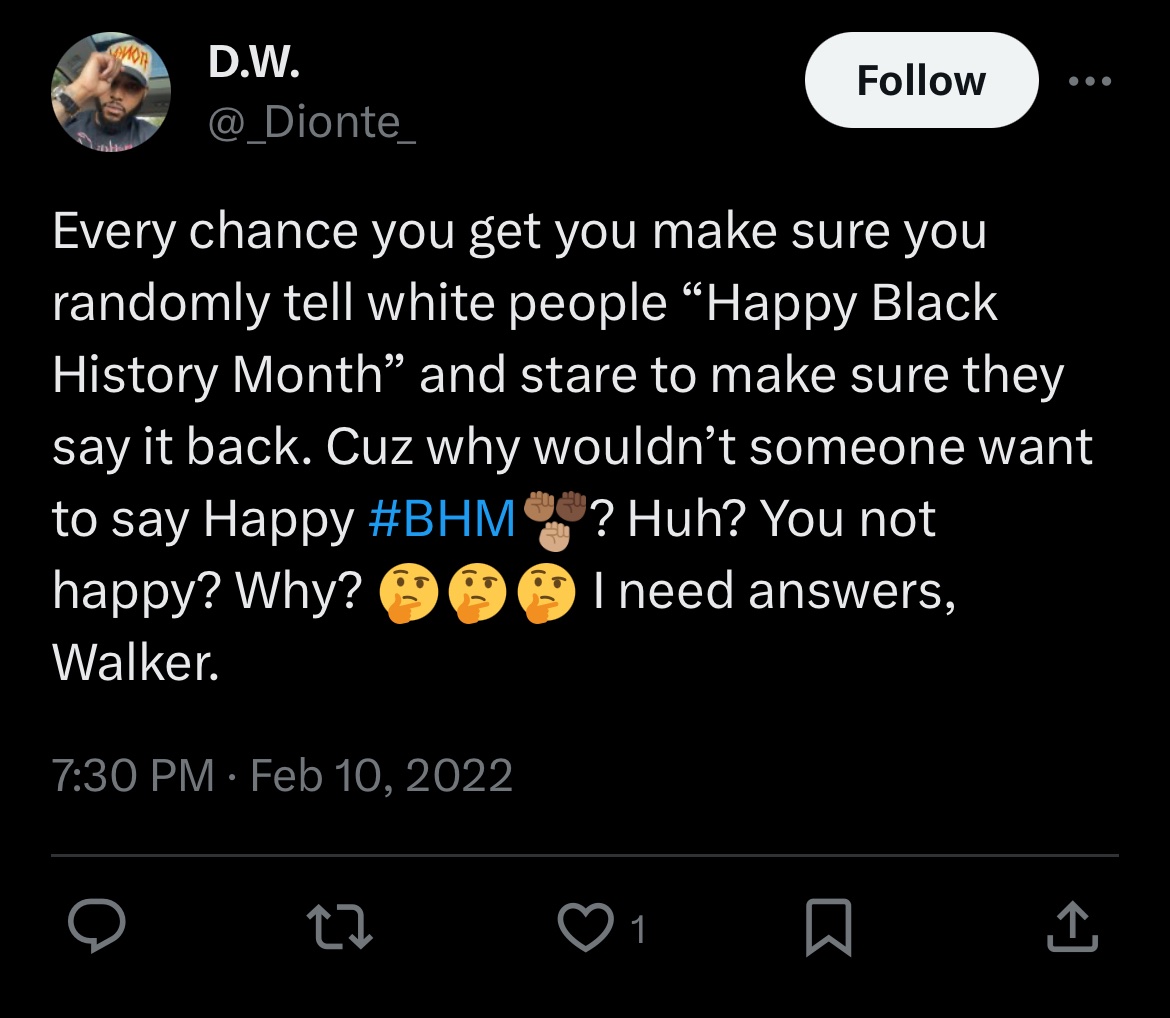 D.W.
@_Dionte_
Follow
Every chance you get you make sure you
randomly tell white people “Happy Black
History Month” and stare to make sure they
say it back. Cuz why wouldn’t someone want
to say Happy #BHM✊🏽✊🏾✊🏼? Huh? You not
happy? Why? 🤔🤔🤔 I need answers,
Walker.
7:30 PM · Feb 10, 2022
1